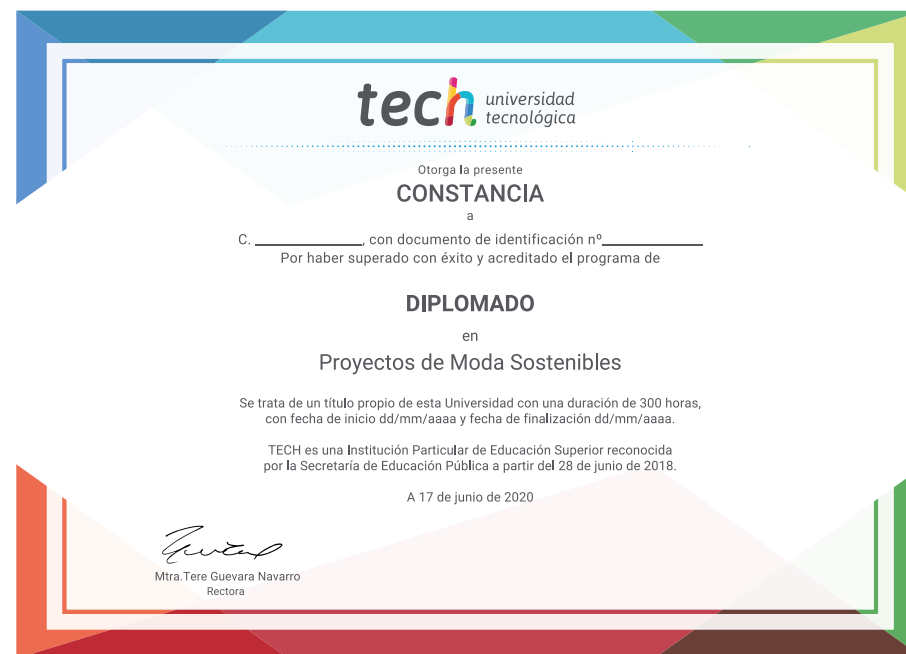 tech universidad
tecnológica
Otorga la presente
CONSTANCIA
a
C. ______________, con documento de identificación nº_____________
Por haber superado con éxito y acreditado el programa de
DIPLOMADO
en
Proyectos de Moda Sostenibles
Se trata de un título propio de esta Universidad con una duración de 300 horas,
con fecha de inicio dd/mm/aaaa y fecha de finalización dd/mm/aaaa.
TECH es una Institución Particular de Educación Superior reconocida
por la Secretaría de Educación Pública a partir del 28 de junio de 2018.
A 17 de junio de 2020
Mtra.Tere Guevara Navarro
Rectora